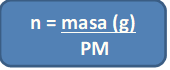 n = masa (g)
PM